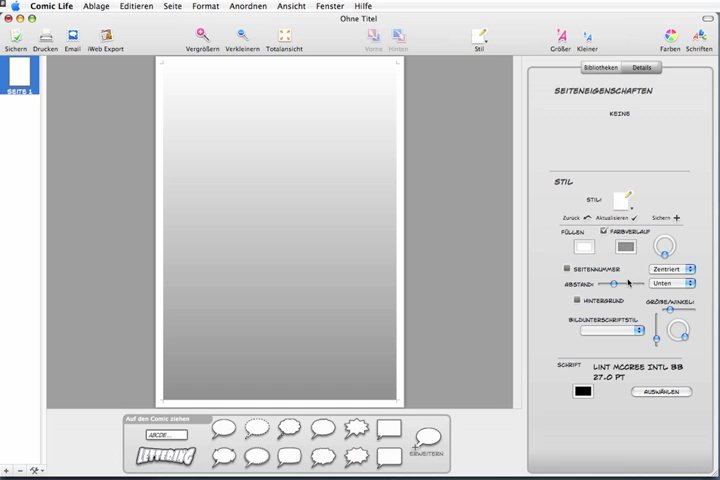 Comic Life Ablage Editieren Seite Format Anordnen Ansicht Fenster Hilfe
Ohne Titel
Sichern Drucken Email iWeb Export Vergrößern Verkleinern Totalansicht Vorne Hinten Stil Größer Kleiner Farben Schriften
SEITE 1
Bibliotheken Details
SEITENEIGENSCHAFTEN
KEINE
STIL
STIL:
Zurück Aktualisieren Sichern
FÜLLEN FARBVERLAUF
SEITENNUMMER Zentriert
ABSTAND: Unten
HINTERGRUND GRÖßE/WINKEL:
BILDUNTERSCHRIFTSTIL
SCHRIFT LINT MCCREE INTL BB
27.0 PT
AUSWÄHLEN
Auf den Comic ziehen
ABCDE...
LETTERING
ERWEITERN